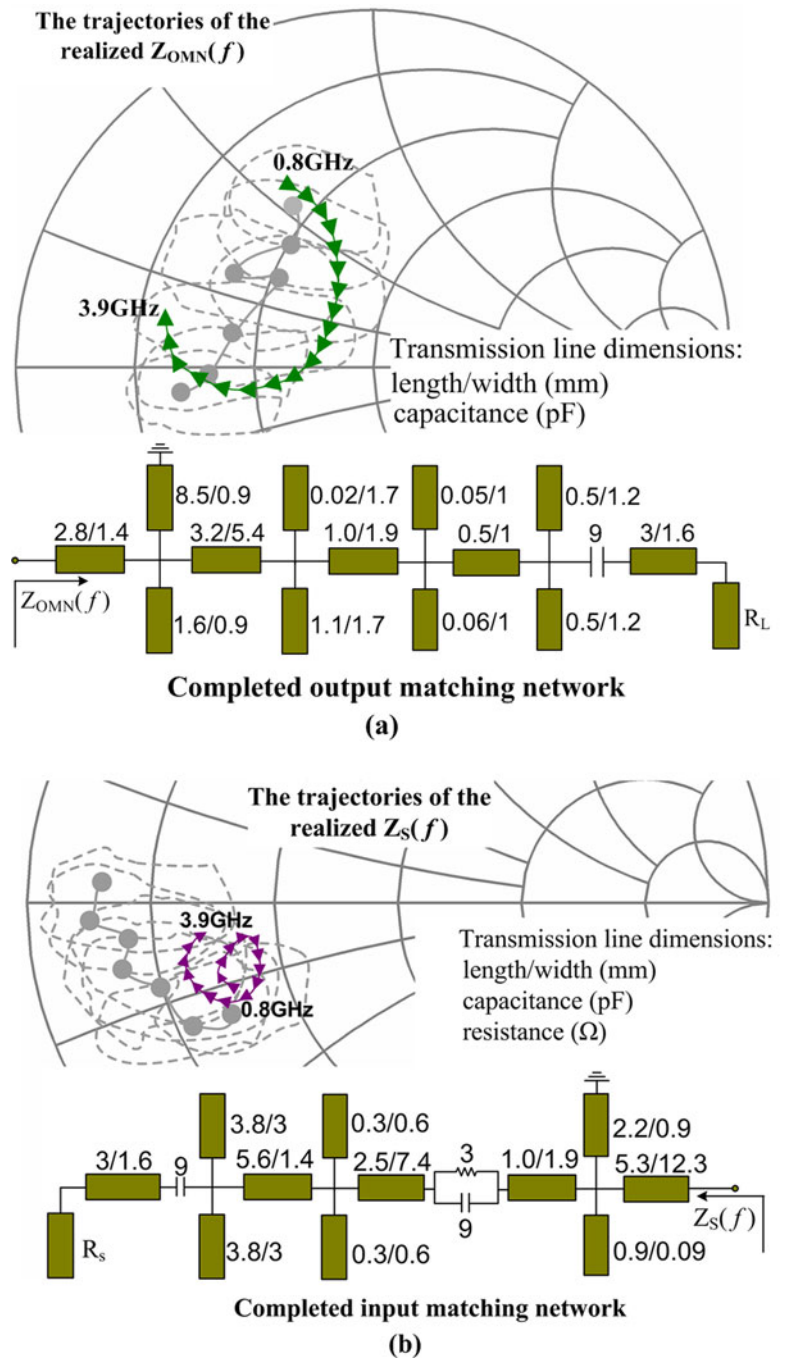 The trajectories of the
realized ZOMN(f)
0.8GHz
3.9GHz
Transmission line dimensions:
length/width (mm)
capacitance (pF)
8.5/0.9
0.02/1.7
0.05/1
0.5/1.2
2.8/1.4
3.2/5.4
1.0/1.9
0.5/1
9
3/1.6
ZOMN(f)
1.6/0.9
1.1/1.7
0.06/1
0.5/1.2
RL
Completed output matching network
(a)
The trajectories of the
realized ZS(f)
3.9GHz
0.8GHz
Transmission line dimensions:
length/width (mm)
capacitance (pF)
resistance (Ω)
3.8/3
0.3/0.6
2.2/0.9
3/1.6
9
5.6/1.4
2.5/7.4
3
9
1.0/1.9
5.3/12.3
ZS(f)
Rs
3.8/3
0.3/0.6
0.9/0.09
Completed input matching network
(b)